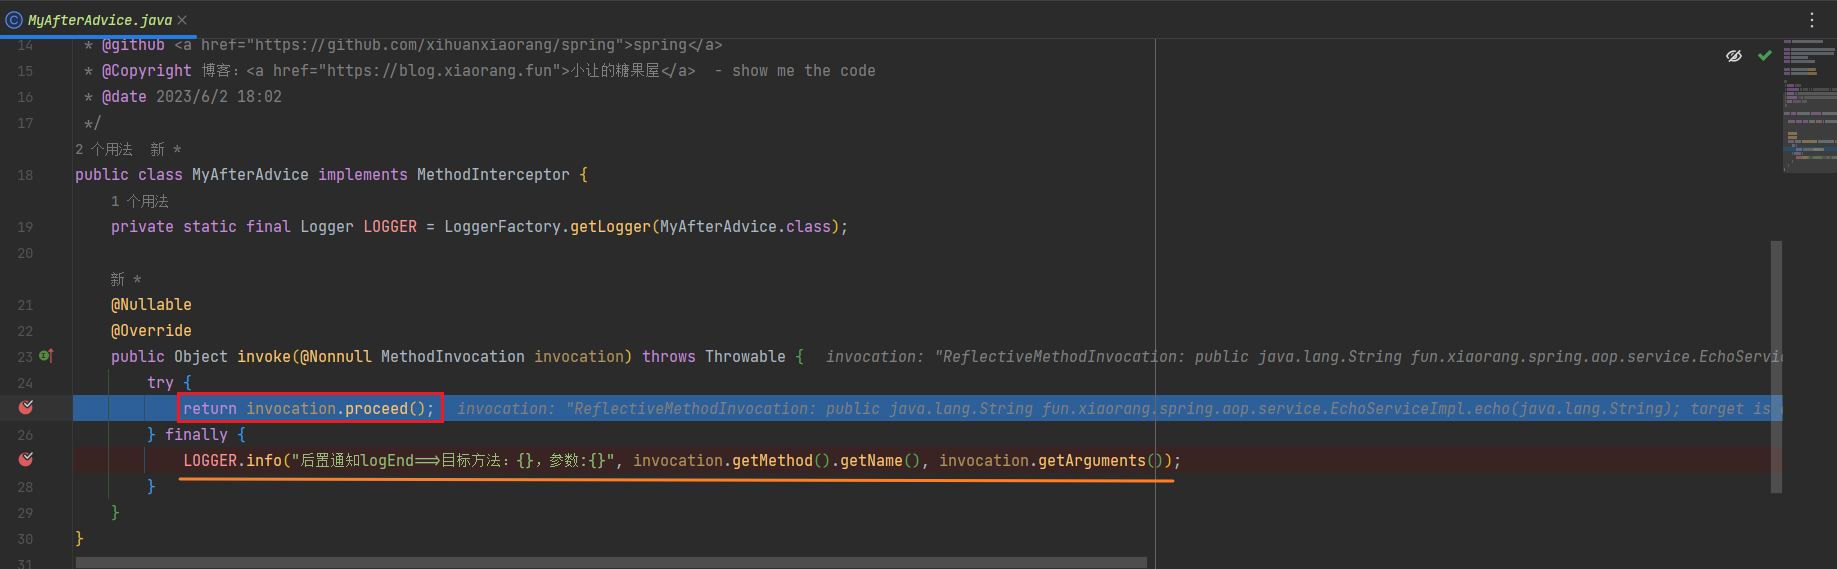 MyAfterAdvice.java
14 * @github <a href="https://github.com/xihuanxiaorang/spring">spring</a>
15 * @Copyright 博客：<a href="https://blog.xiaorang.fun">小让的糖果屋</a> - show me the code
16 * @date 2023/6/2 18:02
17 */
2 个用法 新 *
18 public class MyAfterAdvice implements MethodInterceptor {
1 个用法
19 private static final Logger LOGGER = LoggerFactory.getLogger(MyAfterAdvice.class);
20
新 *
21 @Nullable
22 @Override
23 public Object invoke(@Nonnull MethodInvocation invocation) throws Throwable { invocation: "ReflectiveMethodInvocation: public java.lang.String fun.xiaorang.spring.aop.service.EchoServi
24 try {
return invocation.proceed(); invocation: "ReflectiveMethodInvocation: public java.lang.String fun.xiaorang.spring.aop.service.EchoServiceImpl.echo(java.lang.String); target is
26 } finally {
LOGGER.info("后置通知logEnd===>目标方法：{}，参数:{}", invocation.getMethod().getName(), invocation.getArguments());
28 }
29 }
30 }
31